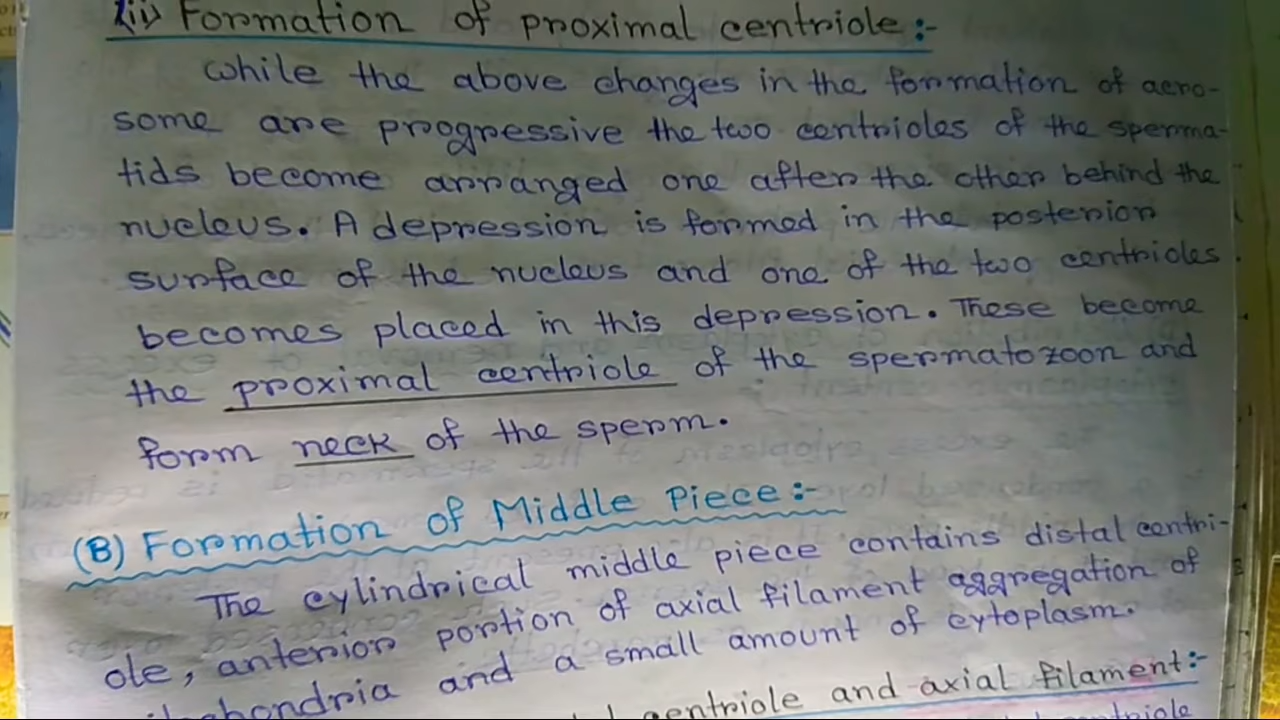 (iii) Formation of proximal centriole:-
While the above changes in the formation of acro-
some are progressive the two centrioles of the sperma-
tids become arranged one after the other behind the
nucleus. A depression is formed in the posterior
surface of the nucleus and one of the two centrioles
becomes placed in this depression. These become
the proximal centriole of the spermatozoon and
form neck of the sperm.
(B) Formation of Middle Piece:-
The cylindrical middle piece contains distal centri-
ole, anterior portion of axial filament aggregation of
and a small amount of cytoplasm.
centriole and axial filament:-